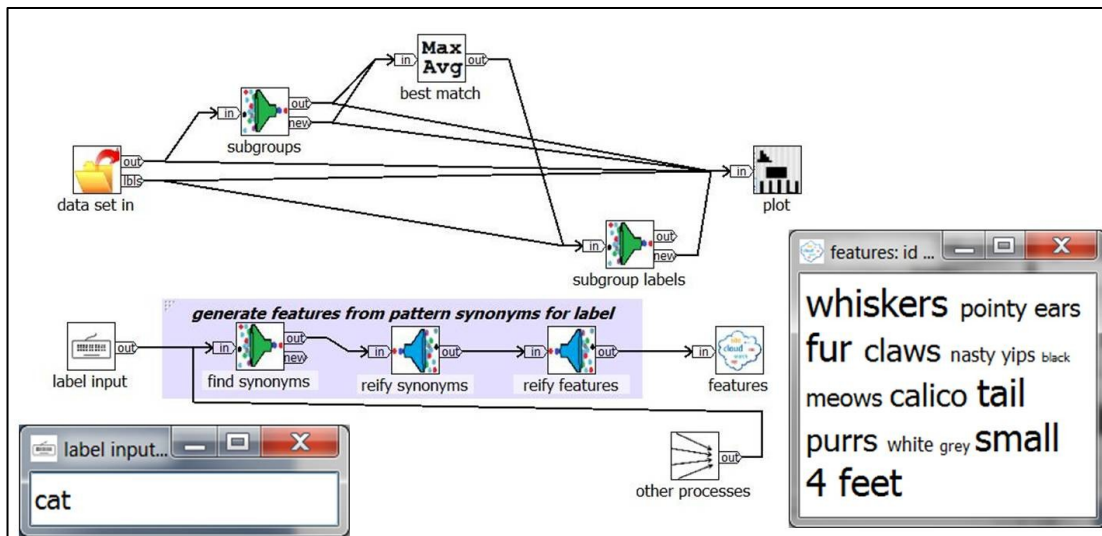 Max
Avg
in
out
best match
in
out
new
subgroups
out
lbls
data set in
in
plot
in
out
new
subgroup labels
generate features from pattern synonyms for label
out
label input
in
out
new
find synonyms
in
out
reify synonyms
in
out
reify features
in
features
out
other processes
label input...
cat
features: id ...
whiskers pointy ears
fur claws nasty yips black
meows calico tail
purrs white grey small
4 feet